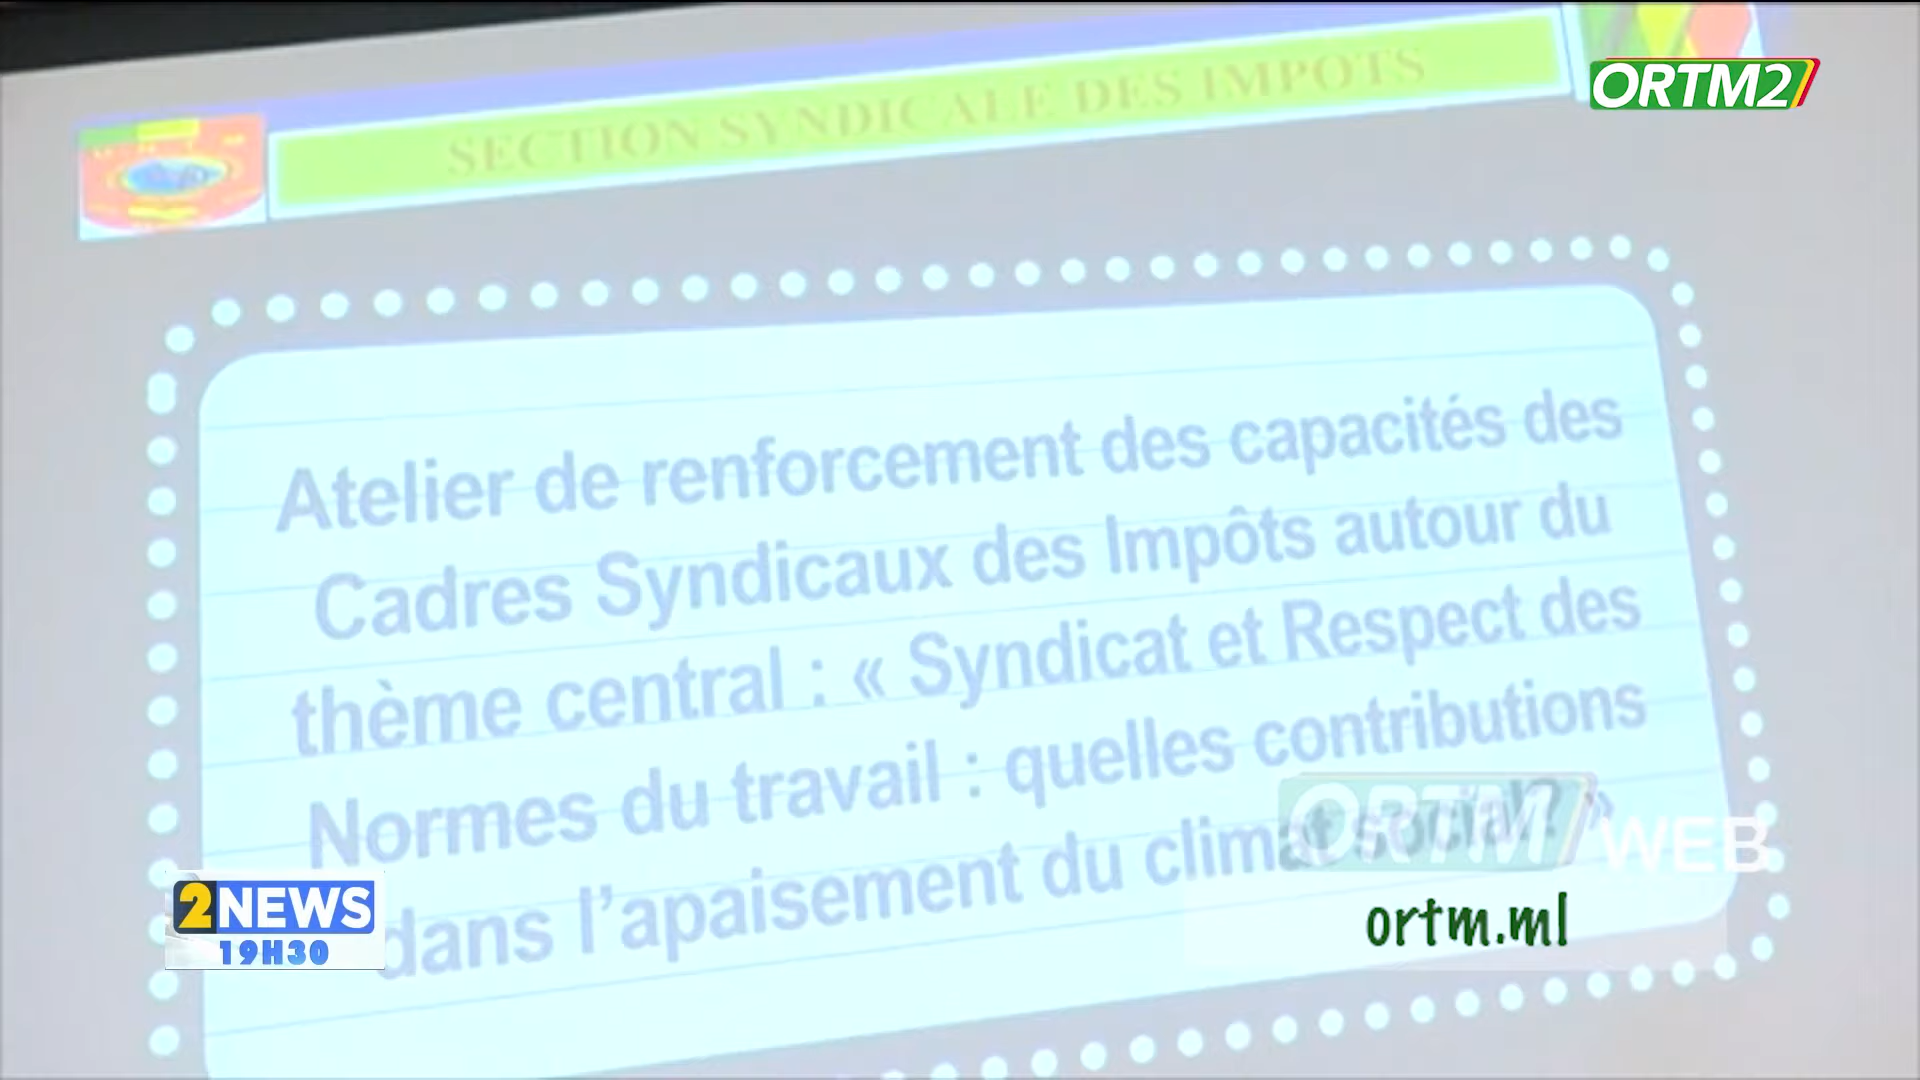 SECTION SYNDICALE DES IMPOTS
ORTM2
Atelier de renforcement des capacités des
Cadres Syndicaux des Impôts autour du
thème central : « Syndicat et Respect des
Normes du travail : quelles contributions
dans l'apaisement du climat social? »
ORTM WEB
ortm.ml
2NEWS
19H30